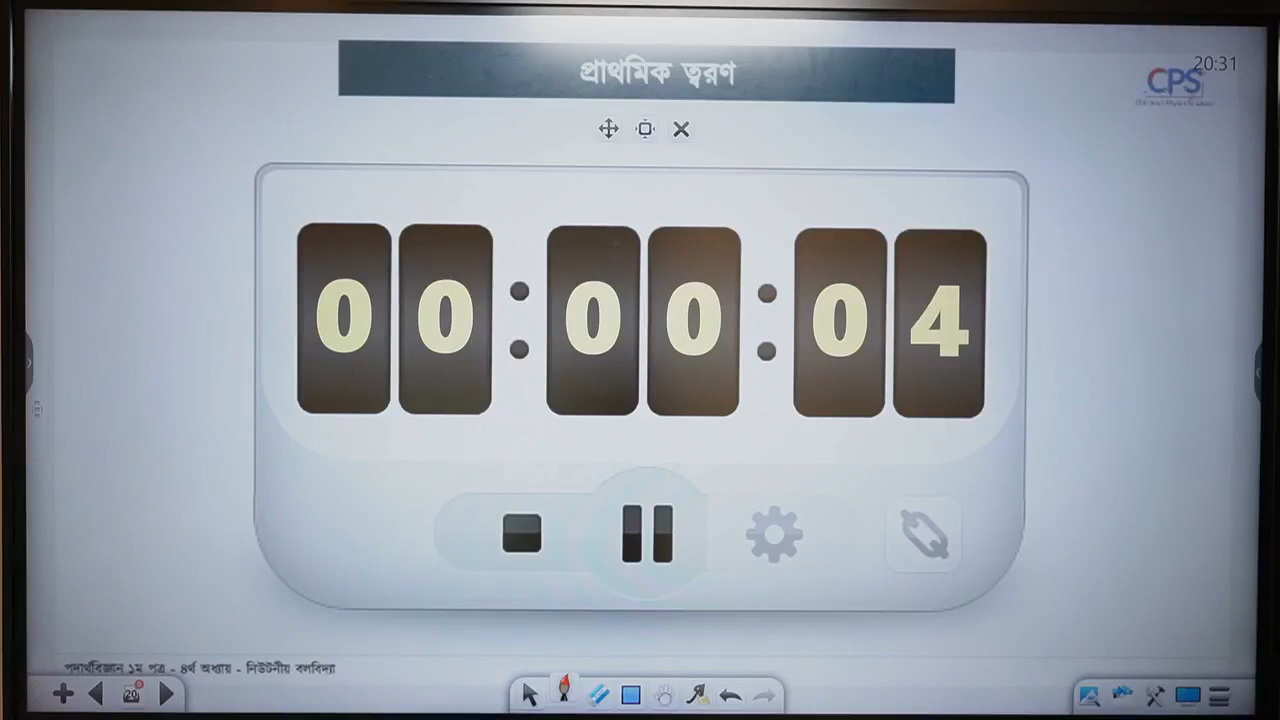 প্রাথমিক ত্বরণ
20:31
CPS
00:00:04
পদার্থবিজ্ঞান ১ম পত্র - ৪র্থ অধ্যায় - নিউটনীয় বলবিদ্যা
20